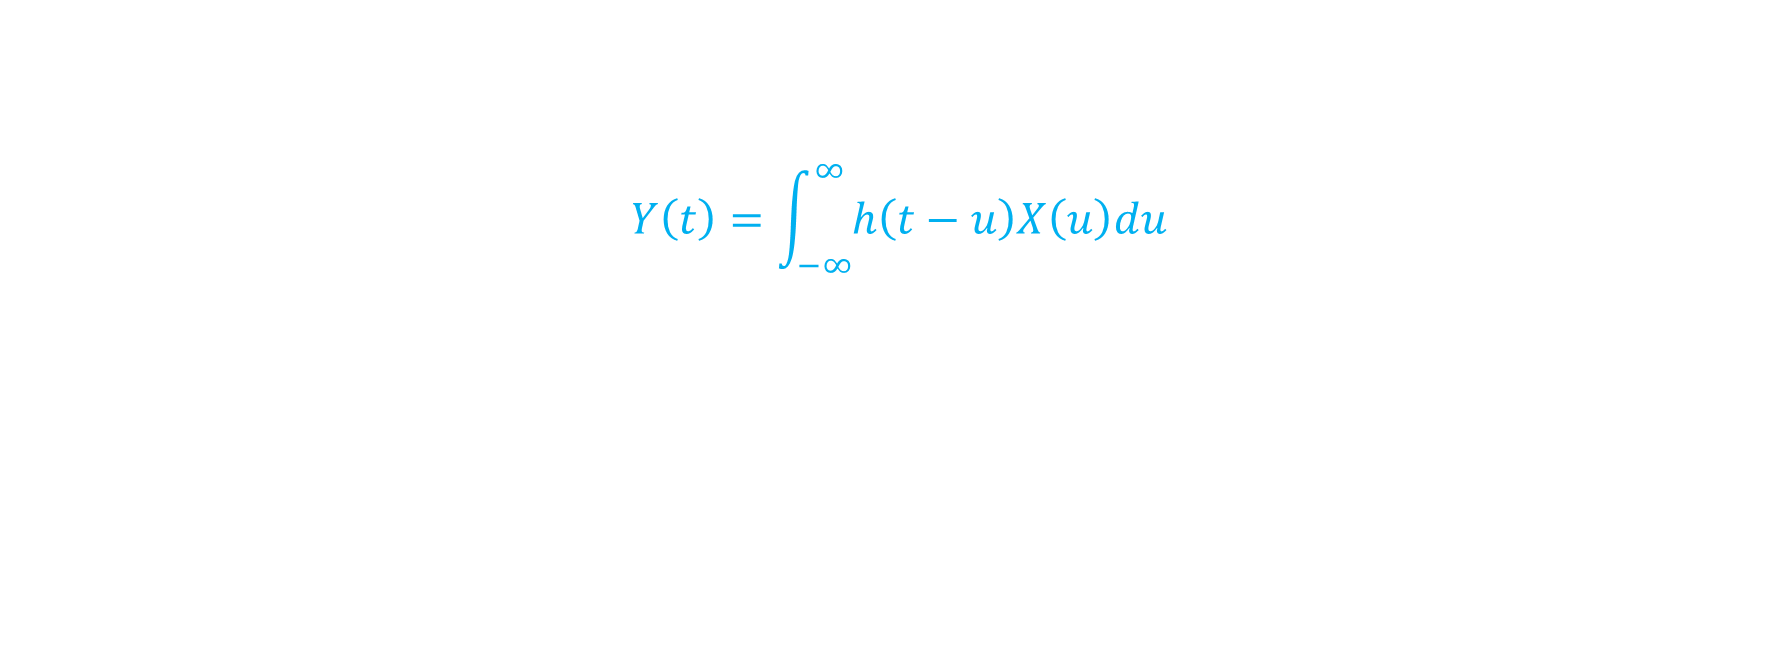 Y(t) = ∫_{-∞}^{∞} h(t − u)X(u)du